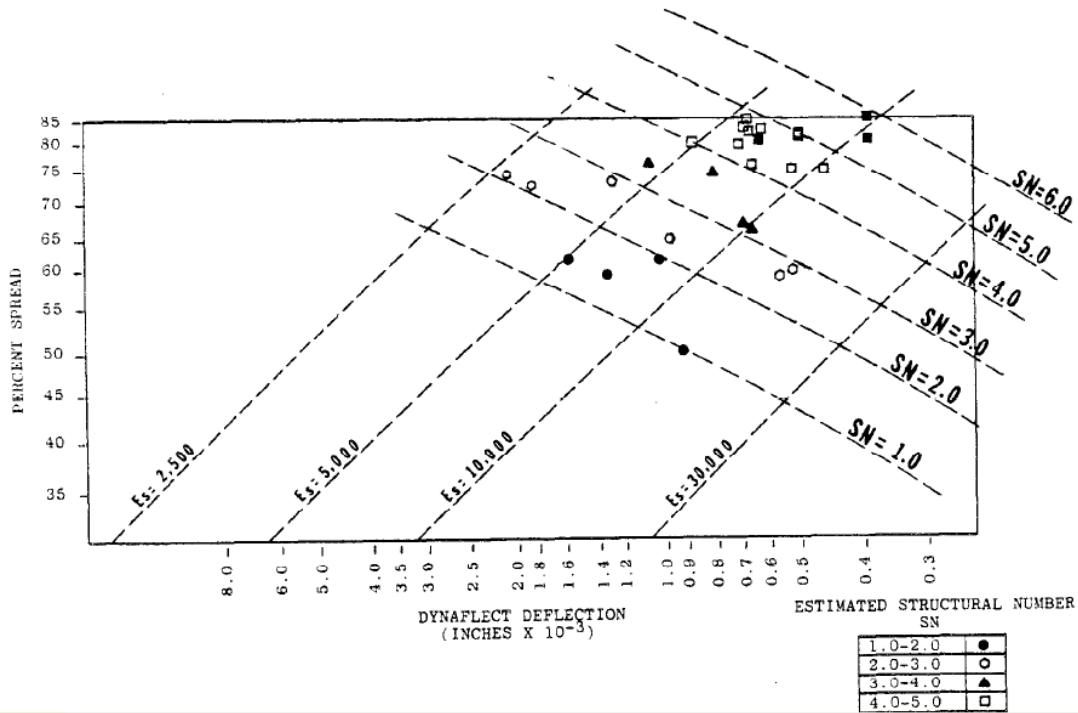 85
80
75
70
65
60
55
50
45
40
35
PERCENT SPREAD
SN=6.0
SN=5.0
SN=4.0
SN=3.0
SN=2.0
SN=1.0
Es=2,500
Es=5,000
Es=10,000
Es=30,000
8.0
6.0
5.0
4.0
3.5
3.0
2.5
2.0
1.8
1.6
1.4
1.2
1.0
0.9
0.8
0.7
0.6
0.5
0.4
0.3
DYNAFLECT DEFLECTION
(INCHES X 10⁻³)
ESTIMATED STRUCTURAL NUMBER
SN
1.0-2.0 ●
2.0-3.0 ○
3.0-4.0 ▲
4.0-5.0 □